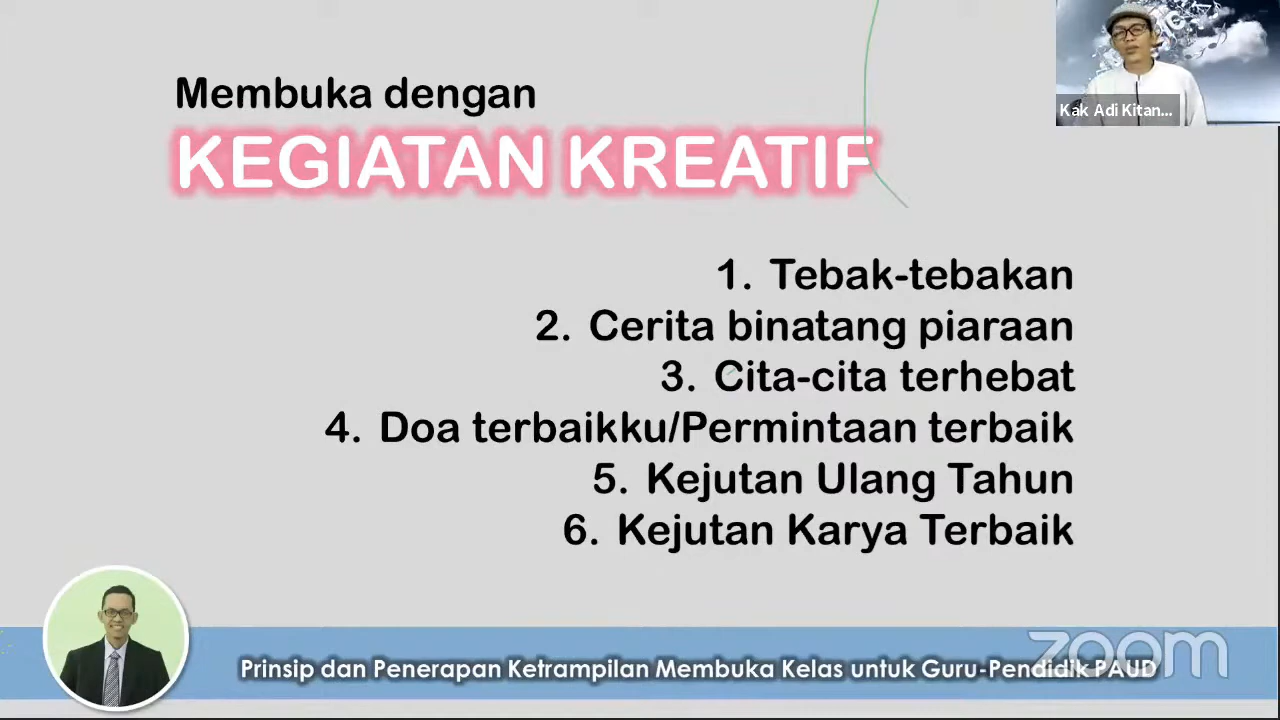 Membuka dengan
KEGIATAN KREATIF
Kak Adi Kitan...
1. Tebak-tebakan
2. Cerita binatang piaraan
3. Cita-cita terhebat
4. Doa terbaikku/Permintaan terbaik
5. Kejutan Ulang Tahun
6. Kejutan Karya Terbaik
zoom
Prinsip dan Penerapan Ketrampilan Membuka Kelas untuk Guru-Pendidik PAUD